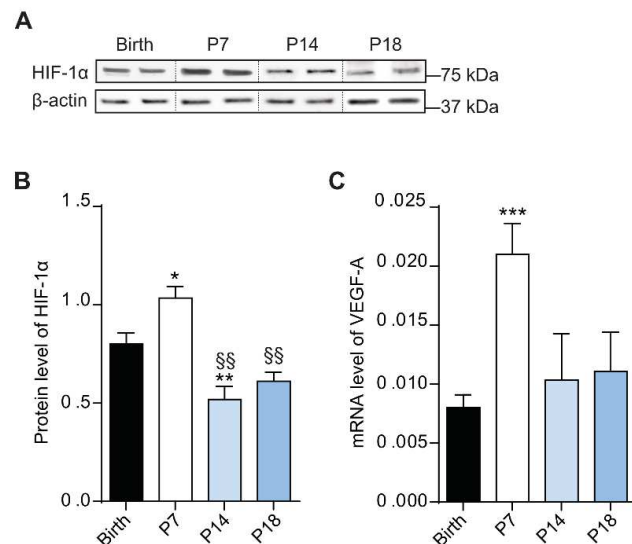 A
Birth P7 P14 P18
HIF-1α 75 kDa
β-actin 37 kDa
B
Protein level of HIF-1α
1.5
1.0
0.5
0.0
*
§§
**
§§
Birth P7 P14 P18
C
mRNA level of VEGF-A
0.025
0.020
0.015
0.010
0.005
0.000
***
Birth P7 P14 P18